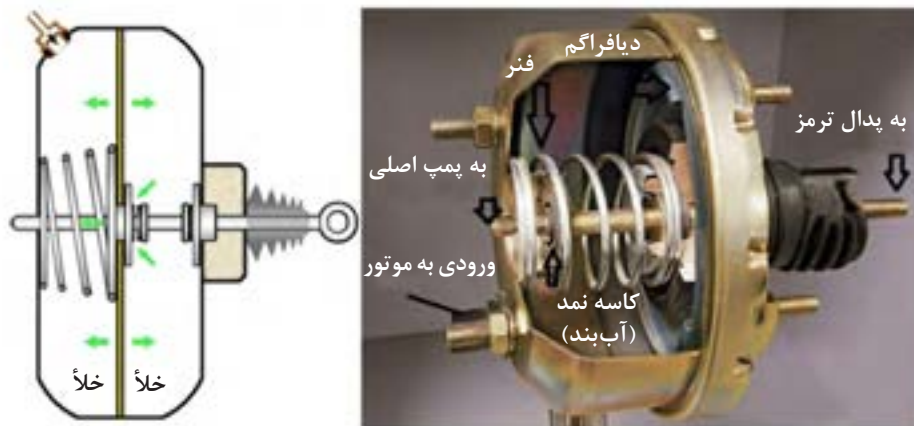 دیافراگم
فنر
به پدال ترمز
به پمپ اصلی
ورودی به موتور
کاسه نمد
(آب‌بند)
خلأ خلأ